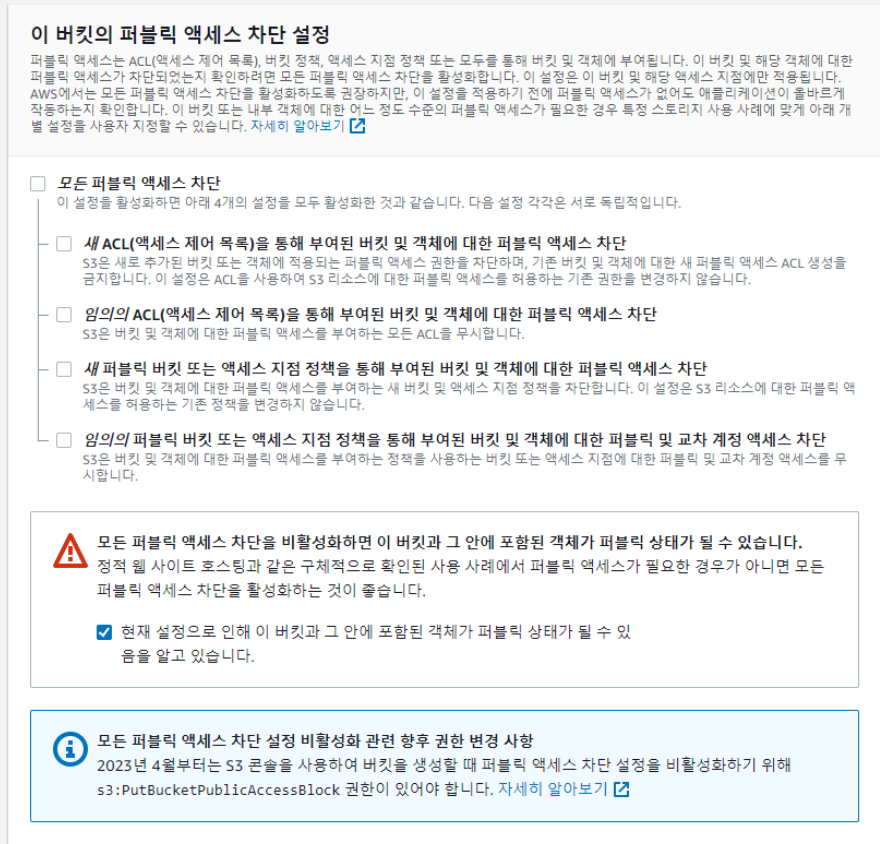 이 버킷의 퍼블릭 액세스 차단 설정
퍼블릭 액세스는 ACL(액세스 제어 목록), 버킷 정책, 액세스 지점 정책 또는 모두를 통해 버킷 및 객체에 부여됩니다. 이 버킷 및 해당 객체에 대한
퍼블릭 액세스가 차단되었는지 확인하려면 모든 퍼블릭 액세스 차단을 활성화합니다. 이 설정은 이 버킷 및 해당 액세스 지점에만 적용됩니다.
AWS에서는 모든 퍼블릭 액세스 차단을 활성화하도록 권장하지만, 이 설정을 적용하기 전에 퍼블릭 액세스가 없어도 애플리케이션이 올바르게
작동하는지 확인합니다. 이 버킷 또는 내부 객체에 대한 어느 정도 수준의 퍼블릭 액세스가 필요한 경우 특정 스토리지 사용 사례에 맞게 아래 개
별 설정을 사용자 지정할 수 있습니다. 자세히 알아보기
모든 퍼블릭 액세스 차단
이 설정을 활성화하면 아래 4개의 설정을 모두 활성화한 것과 같습니다. 다음 설정 각각은 서로 독립적입니다.
새 ACL(액세스 제어 목록)을 통해 부여된 버킷 및 객체에 대한 퍼블릭 액세스 차단
S3은 새로 추가된 버킷 또는 객체에 적용되는 퍼블릭 액세스 권한을 차단하며, 기존 버킷 및 객체에 대한 새 퍼블릭 액세스 ACL 생성을
금지합니다. 이 설정은 ACL을 사용하여 S3 리소스에 대한 퍼블릭 액세스를 허용하는 기존 권한을 변경하지 않습니다.
임의의 ACL(액세스 제어 목록)을 통해 부여된 버킷 및 객체에 대한 퍼블릭 액세스 차단
S3은 버킷 및 객체에 대한 퍼블릭 액세스를 부여하는 모든 ACL을 무시합니다.
새 퍼블릭 버킷 또는 액세스 지점 정책을 통해 부여된 버킷 및 객체에 대한 퍼블릭 액세스 차단
S3은 버킷 및 객체에 대한 퍼블릭 액세스를 부여하는 새 버킷 및 액세스 지점 정책을 차단합니다. 이 설정은 S3 리소스에 대한 퍼블릭 액
세스를 허용하는 기존 정책을 변경하지 않습니다.
임의의 퍼블릭 버킷 또는 액세스 지점 정책을 통해 부여된 버킷 및 객체에 대한 퍼블릭 및 교차 계정 액세스 차단
S3은 버킷 및 객체에 대한 퍼블릭 액세스를 부여하는 정책을 사용하는 버킷 또는 액세스 지점에 대한 퍼블릭 및 교차 계정 액세스를 무
시합니다.
모든 퍼블릭 액세스 차단을 비활성화하면 이 버킷과 그 안에 포함된 객체가 퍼블릭 상태가 될 수 있습니다.
정적 웹 사이트 호스팅과 같은 구체적으로 확인된 사용 사례에서 퍼블릭 액세스가 필요한 경우가 아니면 모든
퍼블릭 액세스 차단을 활성화하는 것이 좋습니다.
현재 설정으로 인해 이 버킷과 그 안에 포함된 객체가 퍼블릭 상태가 될 수 있
음을 알고 있습니다.
모든 퍼블릭 액세스 차단 설정 비활성화 관련 향후 권한 변경 사항
2023년 4월부터는 S3 콘솔을 사용하여 버킷을 생성할 때 퍼블릭 액세스 차단 설정을 비활성화하기 위해
s3:PutBucketPublicAccessBlock 권한이 있어야 합니다. 자세히 알아보기